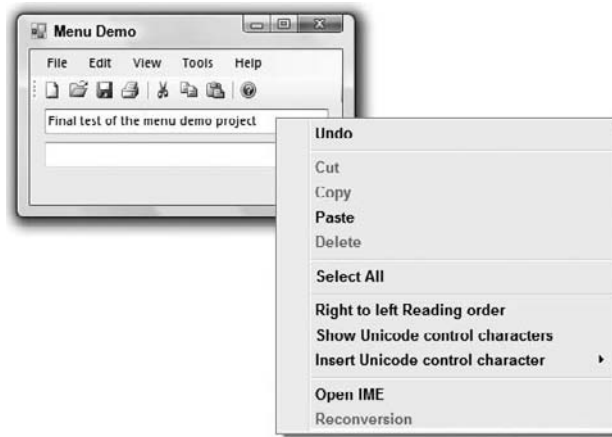 Menu Demo
File Edit View Tools Help
Final test of the menu demo project
Undo
Cut
Copy
Paste
Delete
Select All
Right to left Reading order
Show Unicode control characters
Insert Unicode control character
Open IME
Reconversion